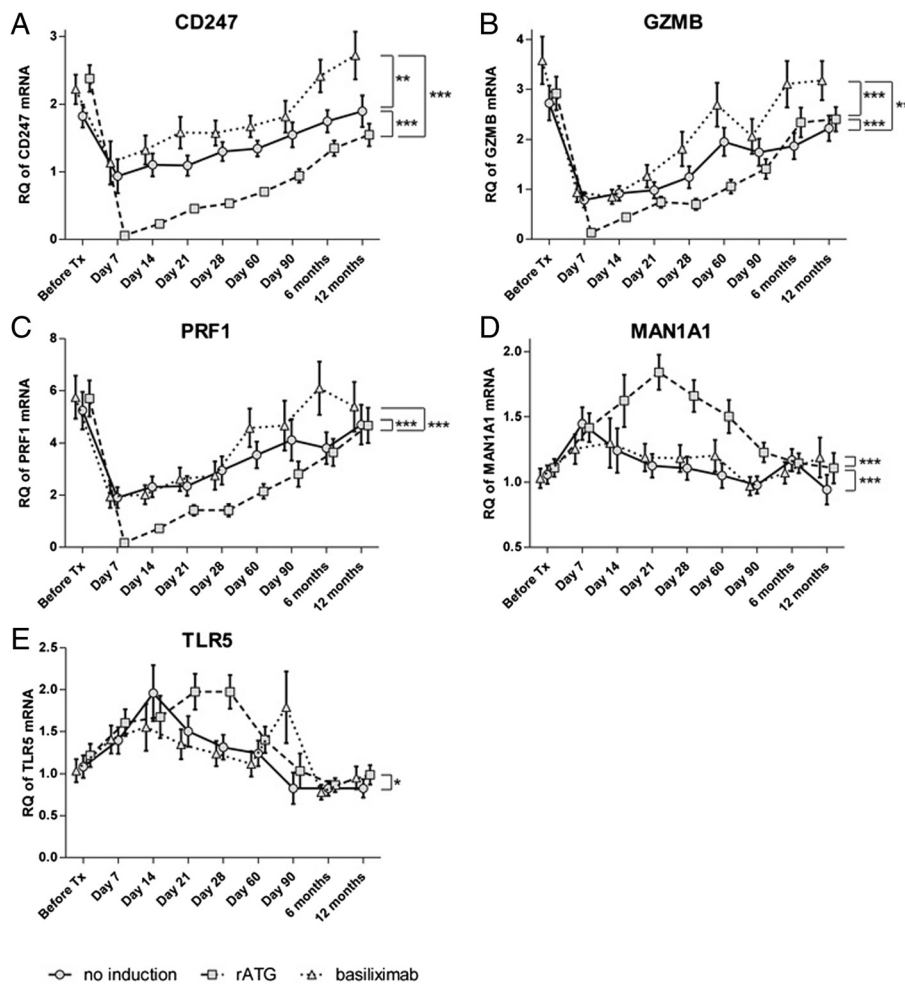 A
CD247
RQ of CD247 mRNA
3
2
1
0
**
***
***
Before Tx
Day 7
Day 14
Day 21
Day 28
Day 60
Day 90
6 months
12 months
B
GZMB
RQ of GZMB mRNA
4
3
2
1
0
***
***
**
Before Tx
Day 7
Day 14
Day 21
Day 28
Day 60
Day 90
6 months
12 months
C
PRF1
RQ of PRF1 mRNA
8
6
4
2
0
***
***
Before Tx
Day 7
Day 14
Day 21
Day 28
Day 60
Day 90
6 months
12 months
D
MAN1A1
RQ of MAN1A1 mRNA
2.0
1.5
1.0
0.5
***
***
Before Tx
Day 7
Day 14
Day 21
Day 28
Day 60
Day 90
6 months
12 months
E
TLR5
RQ of TLR5 mRNA
2.5
2.0
1.5
1.0
0.5
0.0
*
Before Tx
Day 7
Day 14
Day 21
Day 28
Day 60
Day 90
6 months
12 months
no induction
rATG
basiliximab